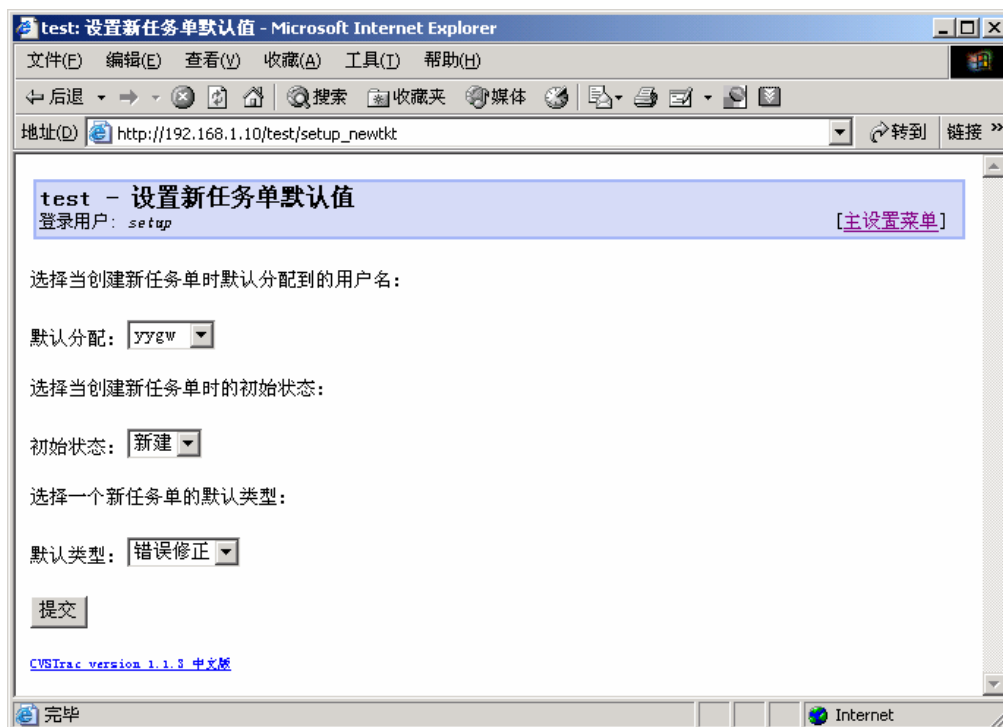 test: 设置新任务单默认值 - Microsoft Internet Explorer
文件(F) 编辑(E) 查看(V) 收藏(A) 工具(T) 帮助(H)
后退 搜索 收藏夹 媒体
地址(D) http://192.168.1.10/test/setup_newtkt 转到 链接 »
test - 设置新任务单默认值
登录用户: setup [主设置菜单]
选择当创建新任务单时默认分配到的用户名:
默认分配: yygw
选择当创建新任务单时的初始状态:
初始状态: 新建
选择一个新任务单的默认类型:
默认类型: 错误修正
提交
CVSTrac version 1.1.3 中文版
完毕 Internet